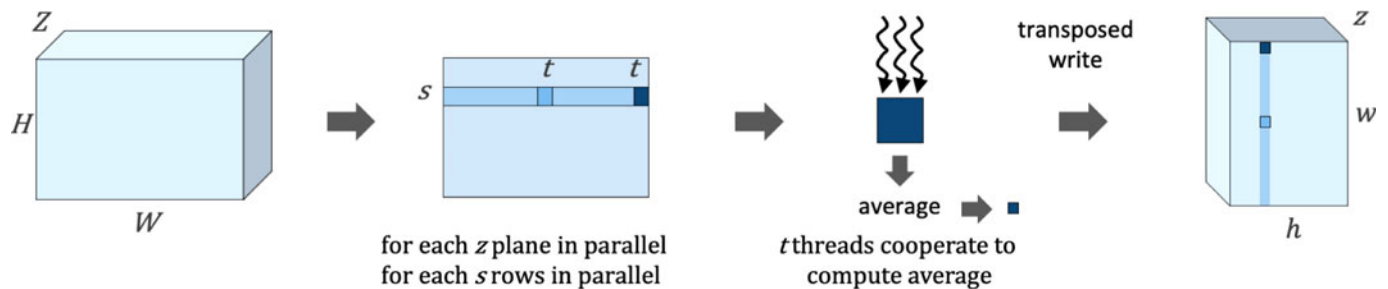 Z
H
W
s
t
t
for each z plane in parallel
for each s rows in parallel
average
t threads cooperate to
compute average
transposed
write
z
w
h